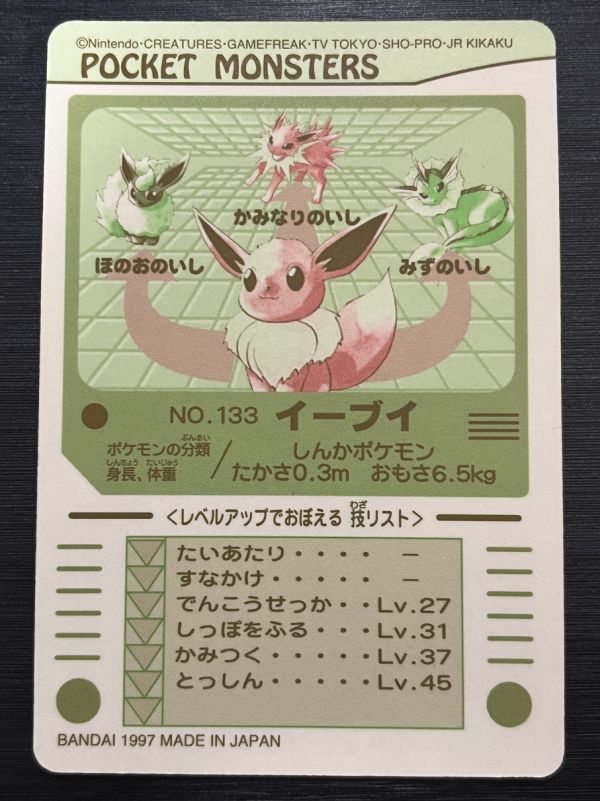 ©Nintendo・CREATURES・GAMEFREAK・TV TOKYO・SHO-PRO・JR KIKAKU
POCKET MONSTERS
かみなりのいし
ほのおのいし
みずのいし
NO.133 イーブイ
ぶんるい
ポケモンの分類
しんちょう たいじゅう
身長、体重
しんかポケモン
たかさ0.3m おもさ6.5kg
わざ
<レベルアップでおぼえる 技リスト>
たいあたり・・・・ −
すなかけ・・・・・ −
でんこうせっか・・Lv.27
しっぽをふる・・・Lv.31
かみつく・・・・・Lv.37
とっしん・・・・・Lv.45
BANDAI 1997 MADE IN JAPAN